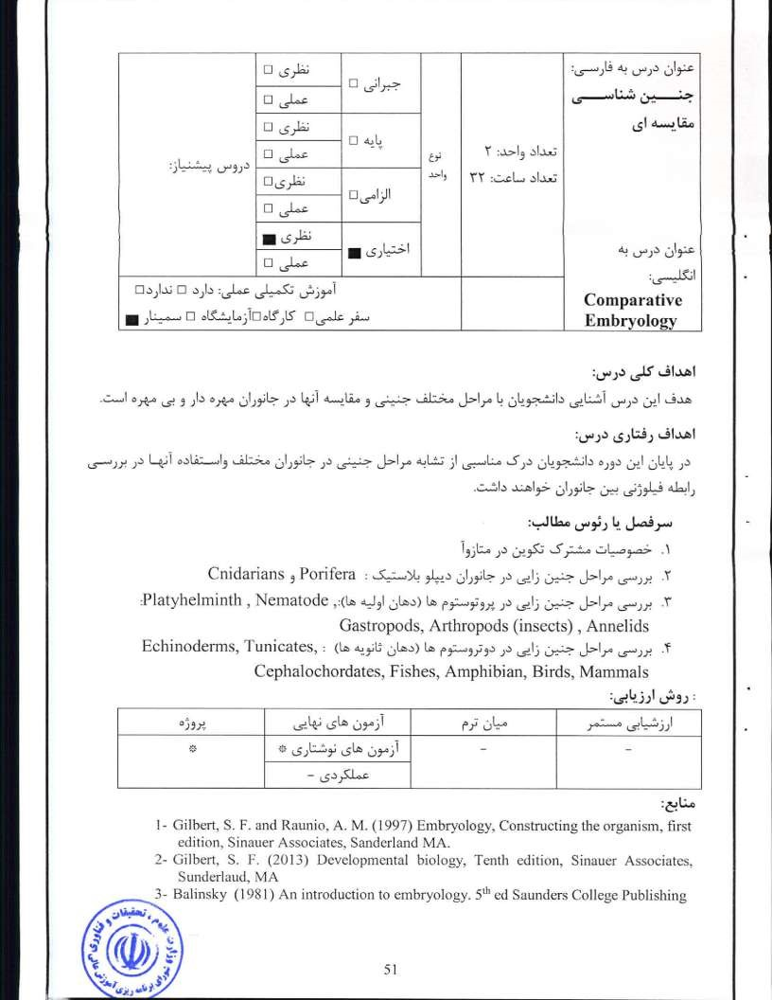 عنوان درس به فارسی:
جنـــــین شناســـــی
مقایسه ای
عنوان درس به
انگلیسی:
Comparative
Embryology
تعداد واحد: ۲
تعداد ساعت: ۳۲
نوع
واحد
جبرانی □
نظری □
عملی □
پایه □
نظری □
عملی □
الزامی□
نظری□
عملی □
اختیاری ■
نظری ■
عملی □
دروس پیشنیاز:
آموزش تکمیلی عملی: دارد □ ندارد□
سفر علمی□ کارگاه□آزمایشگاه □ سمینار ■
اهداف کلی درس:
هدف این درس آشنایی دانشجویان با مراحل مختلف جنینی و مقایسه آنها در جانوران مهره دار و بی مهره است.
اهداف رفتاری درس:
در پایان این دوره دانشجویان درک مناسبی از تشابه مراحل جنینی در جانوران مختلف واستفاده آنها در بررسی
رابطه فیلوژنی بین جانوران خواهند داشت.
سرفصل یا رئوس مطالب:
۱. خصوصیات مشترک تکوین در متازوآ
۲. بررسی مراحل جنین زایی در جانوران دیپلو بلاستیک : Porifera و Cnidarians
۳. بررسی مراحل جنین زایی در پروتوستوم ها (دهان اولیه ها):, Platyhelminth , Nematode:
Gastropods, Arthropods (insects) , Annelids
۴. بررسی مراحل جنین زایی در دوتروستوم ها (دهان ثانویه ها) : Echinoderms, Tunicates,
Cephalochordates, Fishes, Amphibian, Birds, Mammals
: روش ارزیابی:
ارزشیابی مستمر میان ترم آزمون های نهایی پروژه
- - آزمون های نوشتاری * *
عملکردی -
منابع:
1- Gilbert, S. F. and Raunio, A. M. (1997) Embryology, Constructing the organism, first
edition, Sinauer Associates, Sanderland MA.
2- Gilbert, S. F. (2013) Developmental biology, Tenth edition, Sinauer Associates,
Sunderlaud, MA
3- Balinsky (1981) An introduction to embryology. 5th ed Saunders College Publishing
وزارت علوم، تحقیقات و فناوری
شورای برنامه ریزی آموزش عالی
51